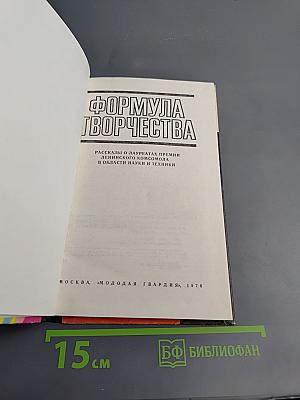 ФОРМУЛА
ТВОРЧЕСТВА
РАССКАЗЫ О ЛАУРЕАТАХ ПРЕМИИ
ЛЕНИНСКОГО КОМСОМОЛА
В ОБЛАСТИ НАУКИ И ТЕХНИКИ
МОСКВА, «МОЛОДАЯ ГВАРДИЯ», 1978
15 см
БФ БИБЛИОФАН